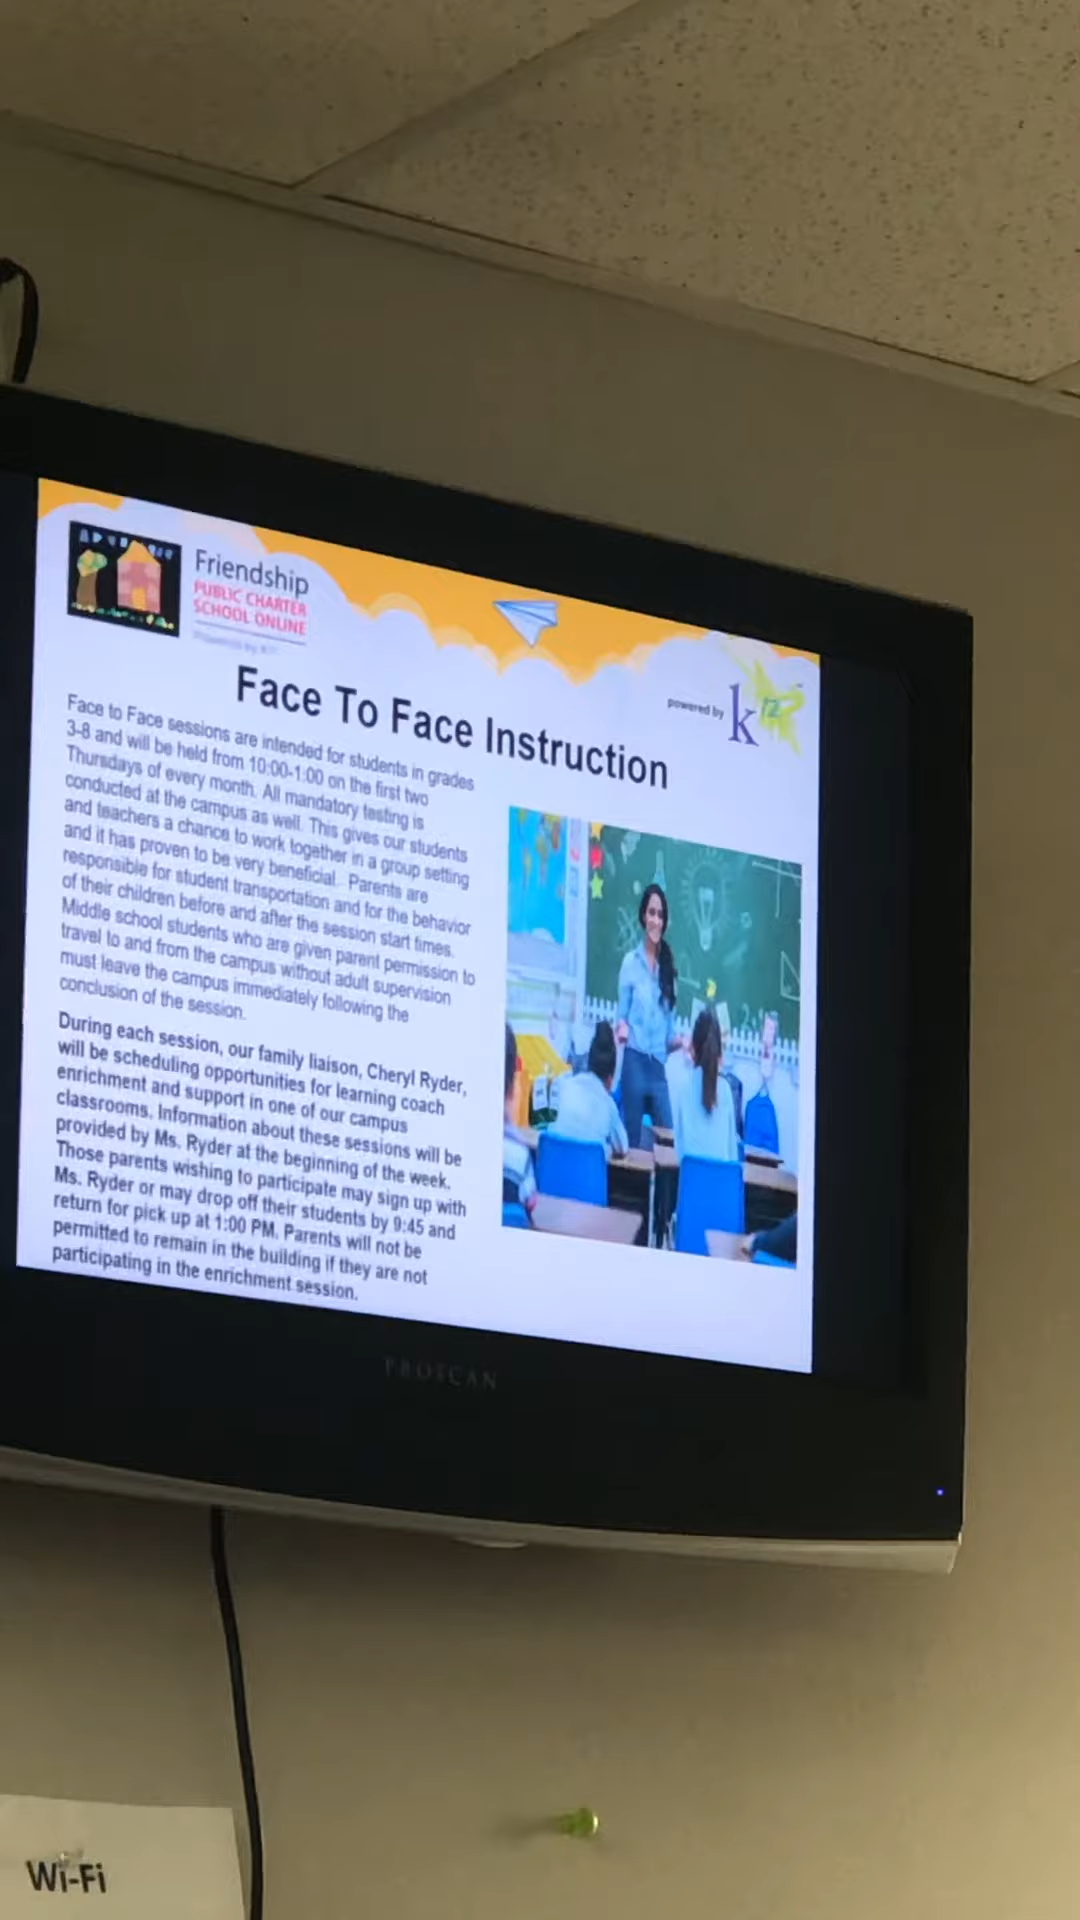 Friendship
PUBLIC CHARTER
SCHOOL ONLINE
Powered by K12
powered by k12
Face To Face Instruction
Face to Face sessions are intended for students in grades
3-8 and will be held from 10:00-1:00 on the first two
Thursdays of every month. All mandatory testing is
conducted at the campus as well. This gives our students
and teachers a chance to work together in a group setting
and it has proven to be very beneficial. Parents are
responsible for student transportation and for the behavior
of their children before and after the session start times.
Middle school students who are given parent permission to
travel to and from the campus without adult supervision
must leave the campus immediately following the
conclusion of the session.
During each session, our family liaison, Cheryl Ryder,
will be scheduling opportunities for learning coach
enrichment and support in one of our campus
classrooms. Information about these sessions will be
provided by Ms. Ryder at the beginning of the week.
Those parents wishing to participate may sign up with
Ms. Ryder or may drop off their students by 9:45 and
return for pick up at 1:00 PM. Parents will not be
permitted to remain in the building if they are not
participating in the enrichment session.
PROSCAN
Wi-Fi